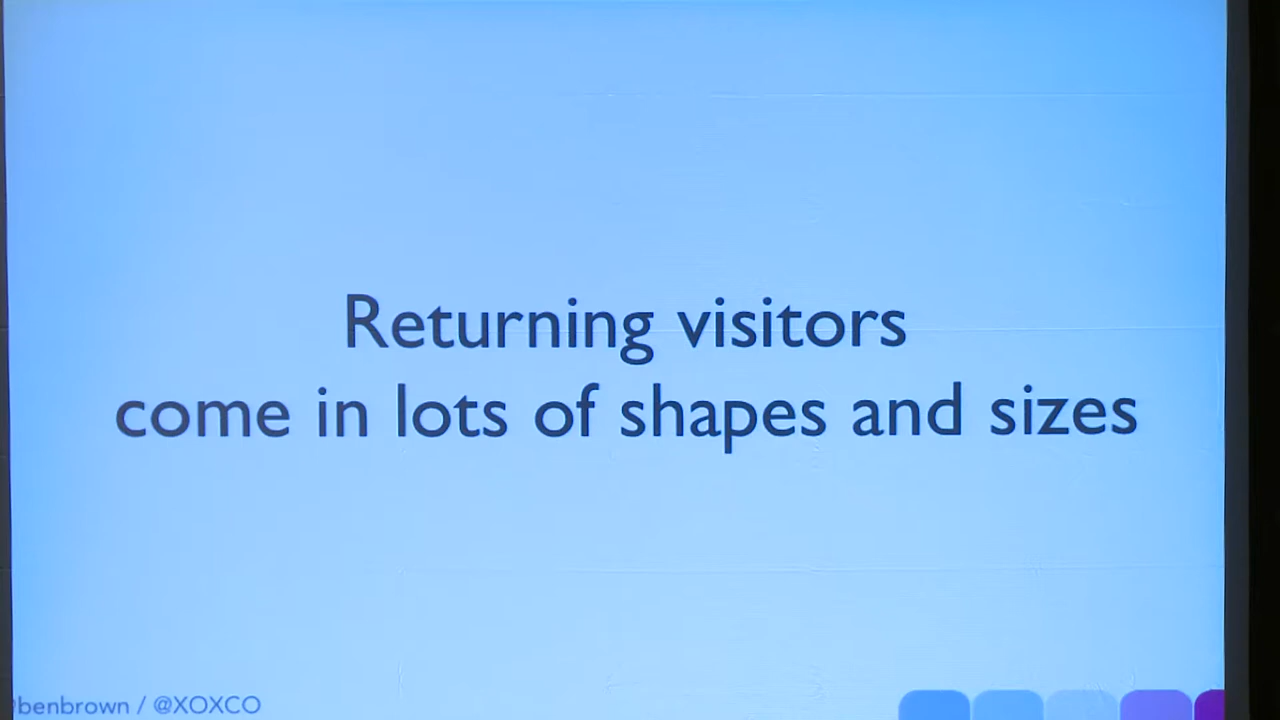 Returning visitors
come in lots of shapes and sizes
@benbrown / @XOXCO